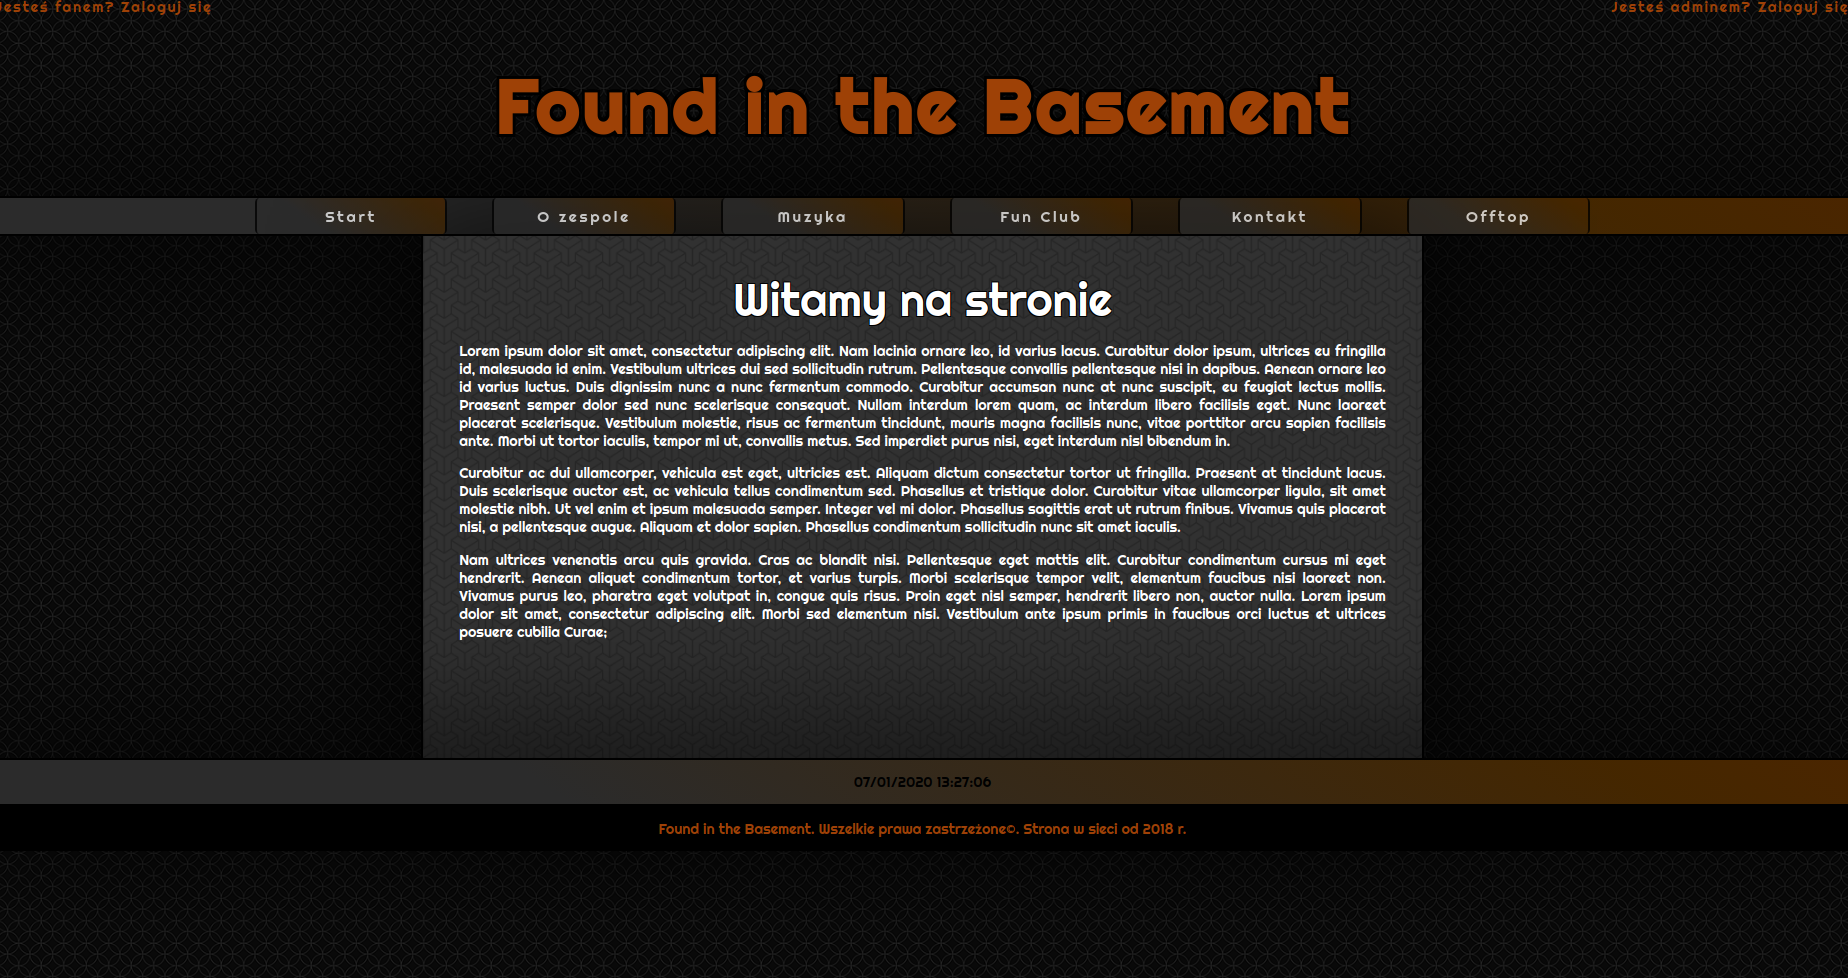 Jesteś fanem? Zaloguj się
Jesteś adminem? Zaloguj się
Found in the Basement
Start
O zespole
Muzyka
Fun Club
Kontakt
Offtop
Witamy na stronie
Lorem ipsum dolor sit amet, consectetur adipiscing elit. Nam lacinia ornare leo, id varius lacus. Curabitur dolor ipsum, ultrices eu fringilla
id, malesuada id enim. Vestibulum ultrices dui sed sollicitudin rutrum. Pellentesque convallis pellentesque nisi in dapibus. Aenean ornare leo
id varius luctus. Duis dignissim nunc a nunc fermentum commodo. Curabitur accumsan nunc at nunc suscipit, eu feugiat lectus mollis.
Praesent semper dolor sed nunc scelerisque consequat. Nullam interdum lorem quam, ac interdum libero facilisis eget. Nunc laoreet
placerat scelerisque. Vestibulum molestie, risus ac fermentum tincidunt, mauris magna facilisis nunc, vitae porttitor arcu sapien facilisis
ante. Morbi ut tortor iaculis, tempor mi ut, convallis metus. Sed imperdiet purus nisi, eget interdum nisl bibendum in.
Curabitur ac dui ullamcorper, vehicula est eget, ultricies est. Aliquam dictum consectetur tortor ut fringilla. Praesent at tincidunt lacus.
Duis scelerisque auctor est, ac vehicula tellus condimentum sed. Phasellus et tristique dolor. Curabitur vitae ullamcorper ligula, sit amet
molestie nibh. Ut vel enim et ipsum malesuada semper. Integer vel mi dolor. Phasellus sagittis erat ut rutrum finibus. Vivamus quis placerat
nisi, a pellentesque augue. Aliquam et dolor sapien. Phasellus condimentum sollicitudin nunc sit amet iaculis.
Nam ultrices venenatis arcu quis gravida. Cras ac blandit nisi. Pellentesque eget mattis elit. Curabitur condimentum cursus mi eget
hendrerit. Aenean aliquet condimentum tortor, et varius turpis. Morbi scelerisque tempor velit, elementum faucibus nisi laoreet non.
Vivamus purus leo, pharetra eget volutpat in, congue quis risus. Proin eget nisl semper, hendrerit libero non, auctor nulla. Lorem ipsum
dolor sit amet, consectetur adipiscing elit. Morbi sed elementum nisi. Vestibulum ante ipsum primis in faucibus orci luctus et ultrices
posuere cubilia Curae;
07/01/2020 13:27:06
Found in the Basement. Wszelkie prawa zastrzeżone©. Strona w sieci od 2018 r.